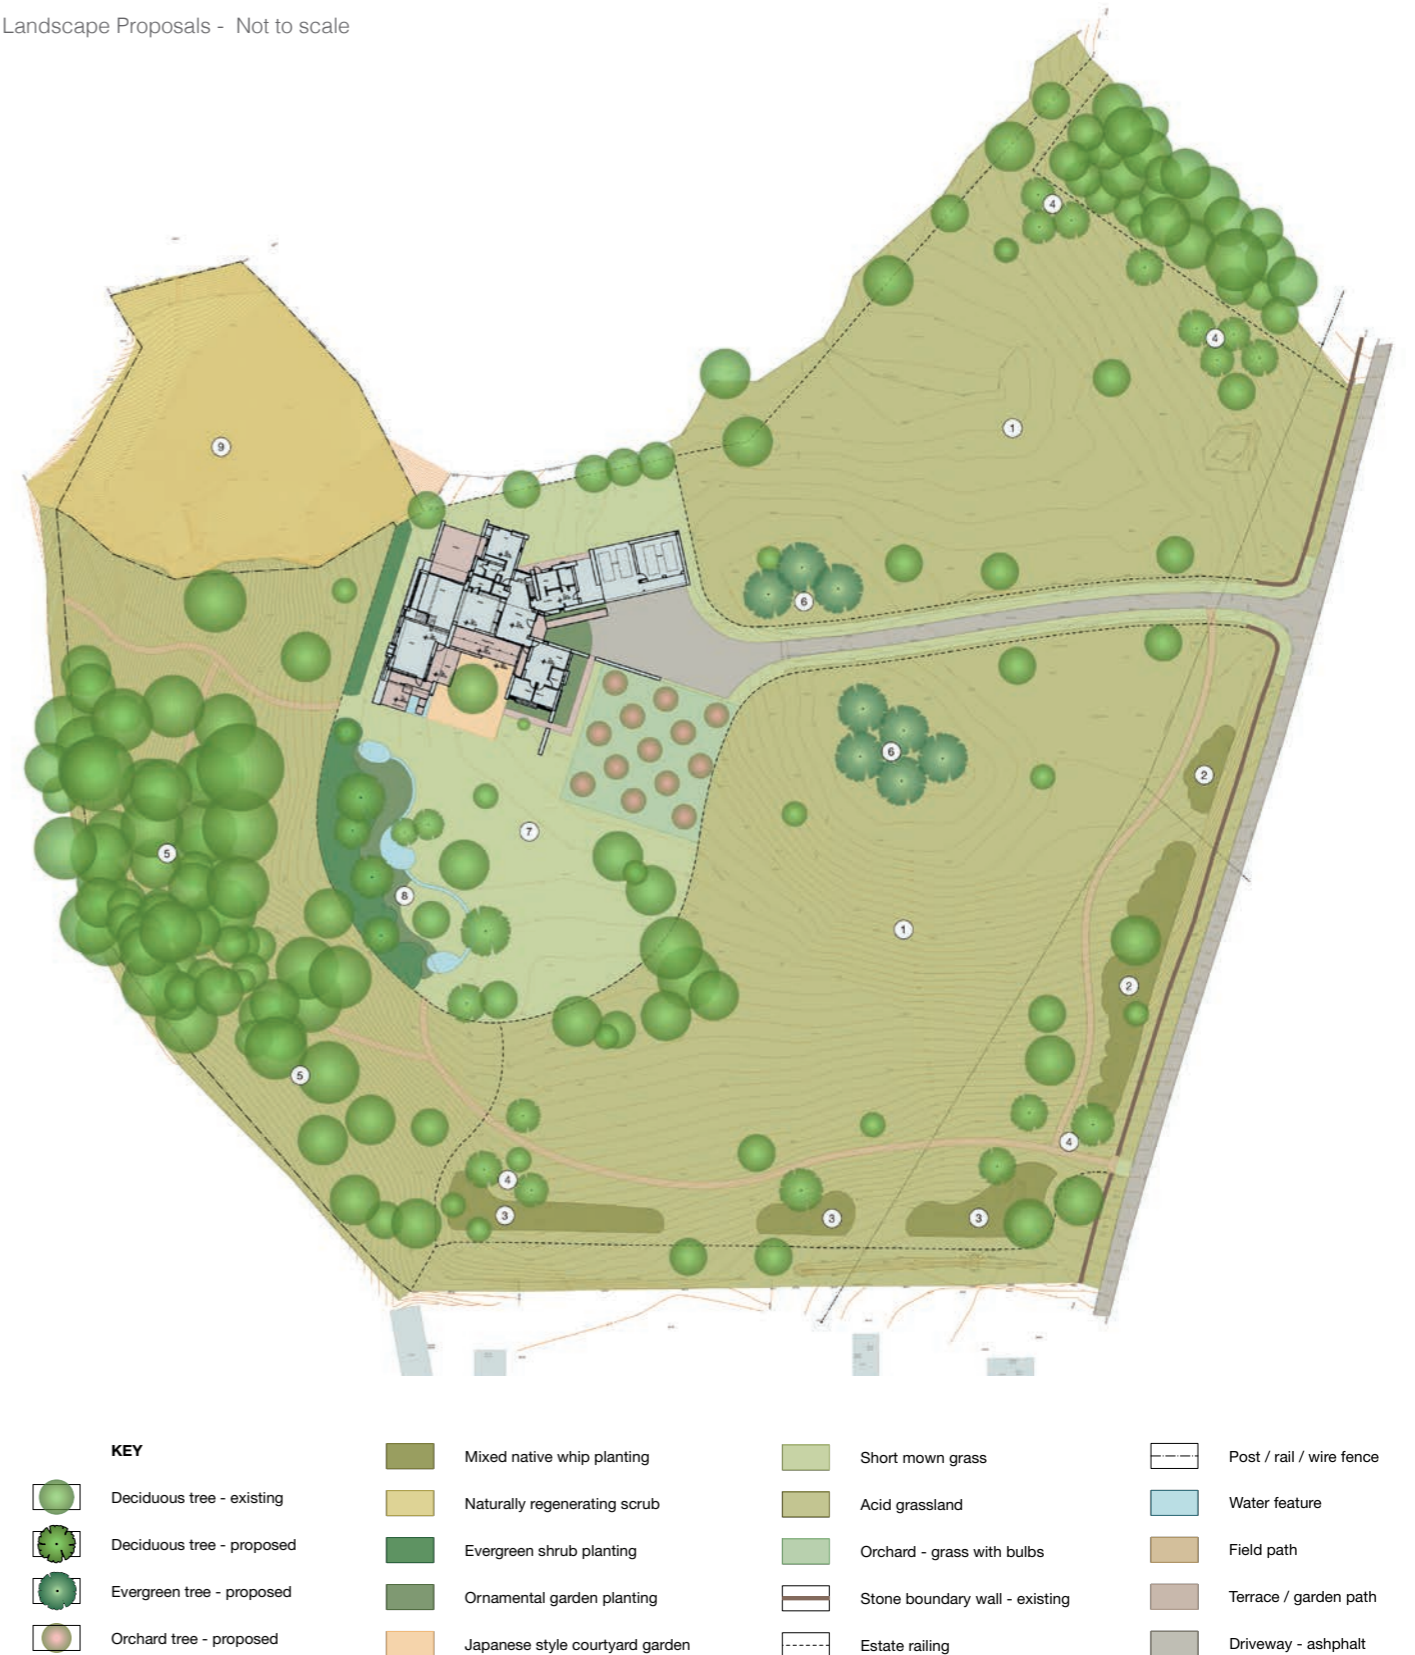 Landscape Proposals - Not to scale
4
4
9
1
6
6
2
5
7
8
1
2
5
4
4
3
3
3
KEY
Deciduous tree - existing
Deciduous tree - proposed
Evergreen tree - proposed
Orchard tree - proposed
Mixed native whip planting
Naturally regenerating scrub
Evergreen shrub planting
Ornamental garden planting
Japanese style courtyard garden
Short mown grass
Acid grassland
Orchard - grass with bulbs
Stone boundary wall - existing
Estate railing
Post / rail / wire fence
Water feature
Field path
Terrace / garden path
Driveway - ashphalt